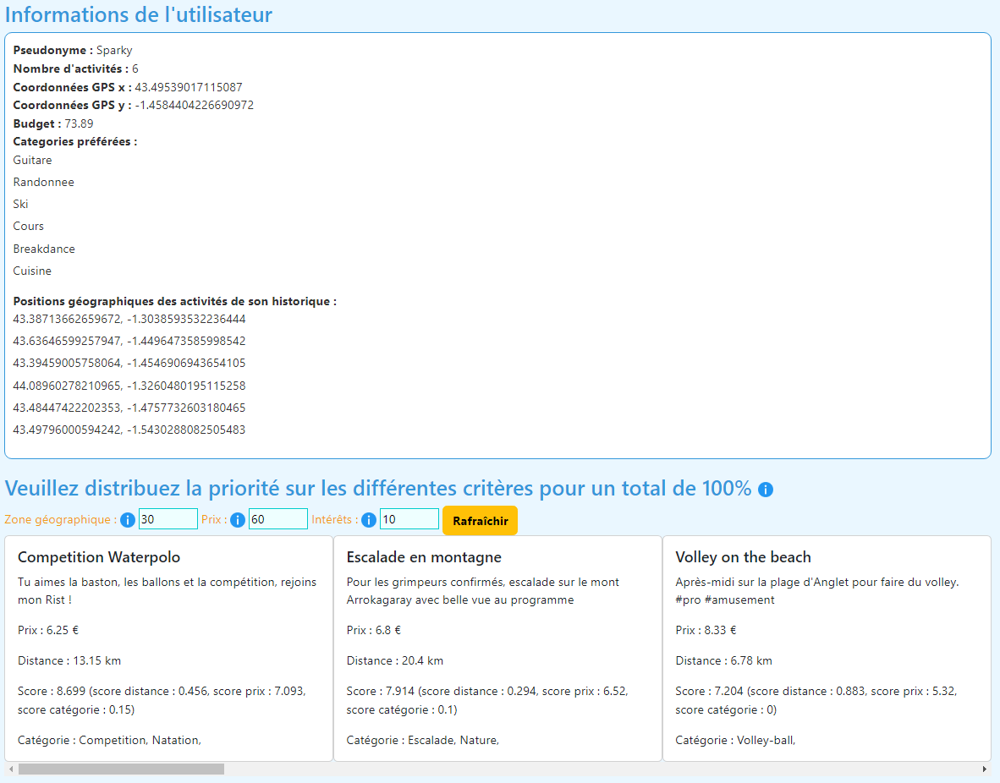 Informations de l'utilisateur
Pseudonyme : Sparky
Nombre d'activités : 6
Coordonnées GPS x : 43.49539017115087
Coordonnées GPS y : -1.4584404226690972
Budget : 73.89
Categories préférées :
Guitare
Randonnee
Ski
Cours
Breakdance
Cuisine
Positions géographiques des activités de son historique :
43.38713662659672, -1.3038593532236444
43.63646599257947, -1.4496473585998542
43.39459005758064, -1.4546906943654105
44.08960278210965, -1.3260480195115258
43.48447422202353, -1.4757732603180465
43.49796000594242, -1.5430288082505483
Veuillez distribuez la priorité sur les différentes critères pour un total de 100% i
Zone géographique : i 30 Prix : i 60 Intérêts : i 10 Rafraîchir
Competition Waterpolo
Tu aimes la baston, les ballons et la compétition, rejoins
mon Rist !
Prix : 6.25 €
Distance : 13.15 km
Score : 8.699 (score distance : 0.456, score prix : 7.093,
score catégorie : 0.15)
Catégorie : Competition, Natation,
Escalade en montagne
Pour les grimpeurs confirmés, escalade sur le mont
Arrokagaray avec belle vue au programme
Prix : 6.8 €
Distance : 20.4 km
Score : 7.914 (score distance : 0.294, score prix : 6.52,
score catégorie : 0.1)
Catégorie : Escalade, Nature,
Volley on the beach
Après-midi sur la plage d'Anglet pour faire du volley.
#pro #amusement
Prix : 8.33 €
Distance : 6.78 km
Score : 7.204 (score distance : 0.883, score prix : 5.32,
score catégorie : 0)
Catégorie : Volley-ball,